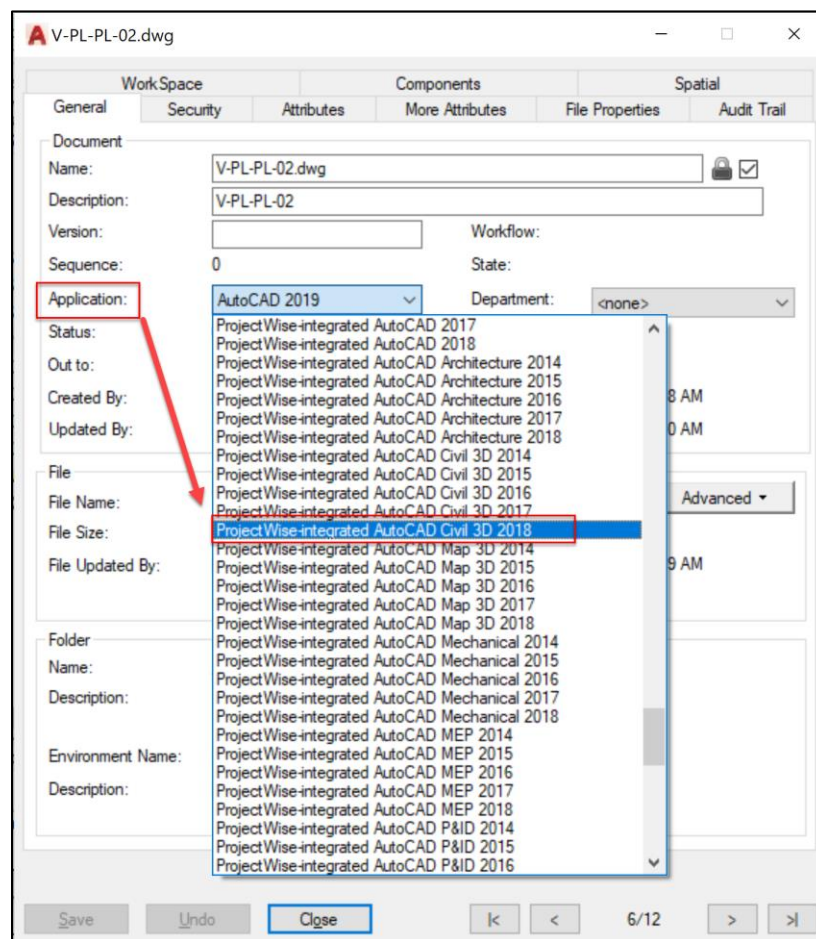 V-PL-PL-02.dwg
WorkSpace Components Spatial
General Security Attributes More Attributes File Properties Audit Trail
Document
Name: V-PL-PL-02.dwg
Description: V-PL-PL-02
Version: Workflow:
Sequence: 0 State:
Application: AutoCAD 2019 Department: <none>
Status:
Out to:
Created By: 8 AM
Updated By: 0 AM
ProjectWise-integrated AutoCAD 2017
ProjectWise-integrated AutoCAD 2018
ProjectWise-integrated AutoCAD Architecture 2014
ProjectWise-integrated AutoCAD Architecture 2015
ProjectWise-integrated AutoCAD Architecture 2016
ProjectWise-integrated AutoCAD Architecture 2017
ProjectWise-integrated AutoCAD Architecture 2018
ProjectWise-integrated AutoCAD Civil 3D 2014
ProjectWise-integrated AutoCAD Civil 3D 2015
ProjectWise-integrated AutoCAD Civil 3D 2016
ProjectWise-integrated AutoCAD Civil 3D 2017
ProjectWise-integrated AutoCAD Civil 3D 2018
ProjectWise-integrated AutoCAD Map 3D 2014
ProjectWise-integrated AutoCAD Map 3D 2015
ProjectWise-integrated AutoCAD Map 3D 2016
ProjectWise-integrated AutoCAD Map 3D 2017
ProjectWise-integrated AutoCAD Map 3D 2018
ProjectWise-integrated AutoCAD Mechanical 2014
ProjectWise-integrated AutoCAD Mechanical 2015
ProjectWise-integrated AutoCAD Mechanical 2016
ProjectWise-integrated AutoCAD Mechanical 2017
ProjectWise-integrated AutoCAD Mechanical 2018
ProjectWise-integrated AutoCAD MEP 2014
ProjectWise-integrated AutoCAD MEP 2015
ProjectWise-integrated AutoCAD MEP 2016
ProjectWise-integrated AutoCAD MEP 2017
ProjectWise-integrated AutoCAD MEP 2018
ProjectWise-integrated AutoCAD P&ID 2014
ProjectWise-integrated AutoCAD P&ID 2015
ProjectWise-integrated AutoCAD P&ID 2016
File
File Name: Advanced
File Size:
File Updated By: 9 AM
Folder
Name:
Description:
Environment Name:
Description:
Save Undo Close |< < 6/12 > >|